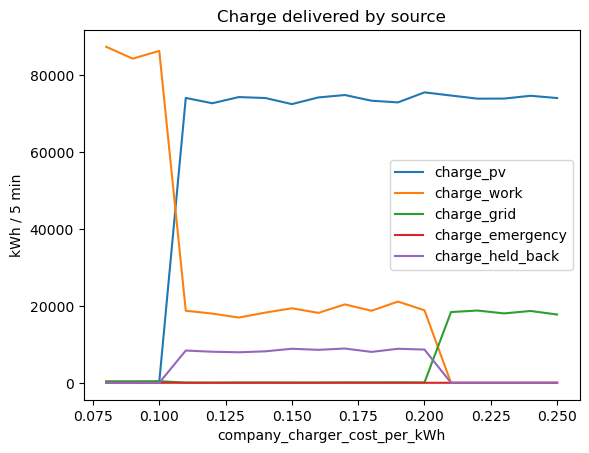 Charge delivered by source
kWh / 5 min
80000
60000
40000
20000
0
charge_pv
charge_work
charge_grid
charge_emergency
charge_held_back
0.075 0.100 0.125 0.150 0.175 0.200 0.225 0.250
company_charger_cost_per_kWh